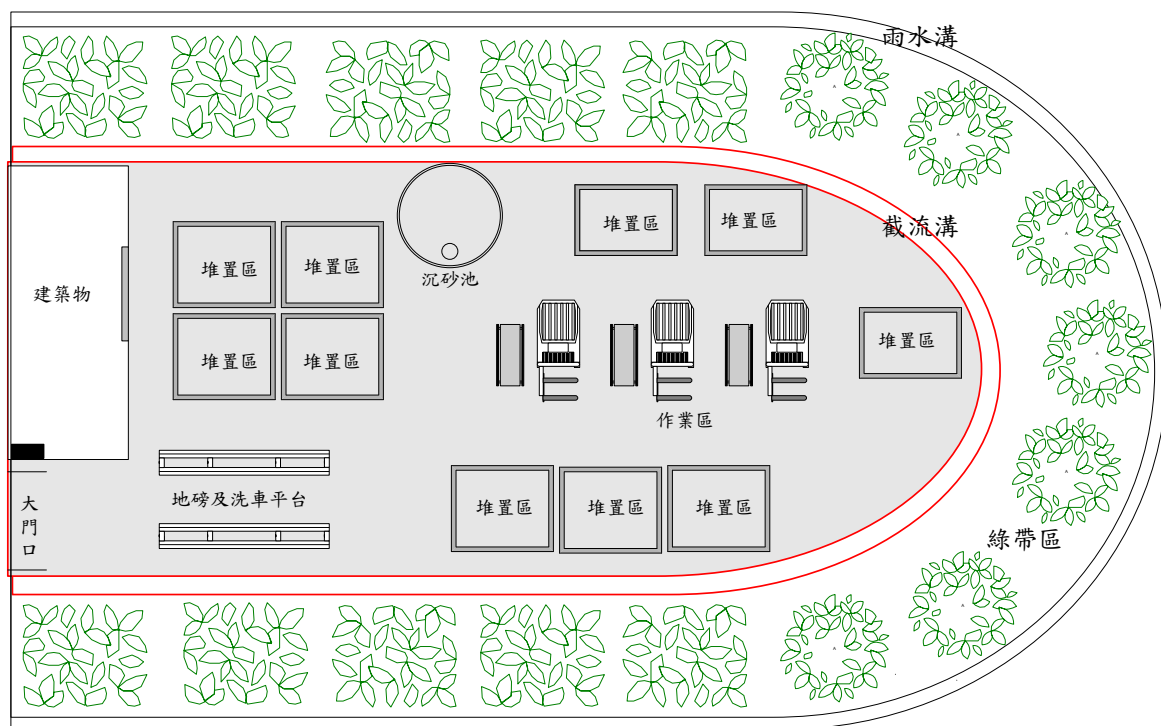 雨水溝
堆置區
堆置區
截流溝
堆置區
堆置區
沉砂池
建築物
堆置區
堆置區
堆置區
作業區
大門口
地磅及洗車平台
堆置區
堆置區
堆置區
綠帶區